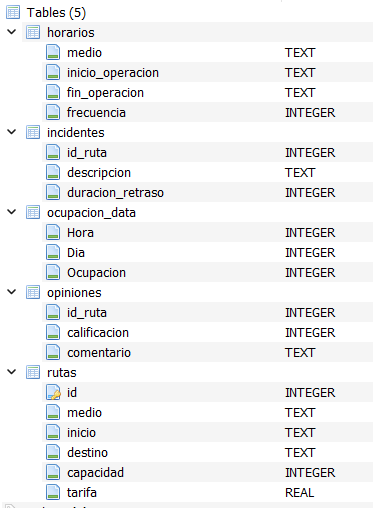 Tables (5)
horarios
medio TEXT
inicio_operacion TEXT
fin_operacion TEXT
frecuencia INTEGER
incidentes
id_ruta INTEGER
descripcion TEXT
duracion_retraso INTEGER
ocupacion_data
Hora INTEGER
Dia INTEGER
Ocupacion INTEGER
opiniones
id_ruta INTEGER
calificacion INTEGER
comentario TEXT
rutas
id INTEGER
medio TEXT
inicio TEXT
destino TEXT
capacidad INTEGER
tarifa REAL